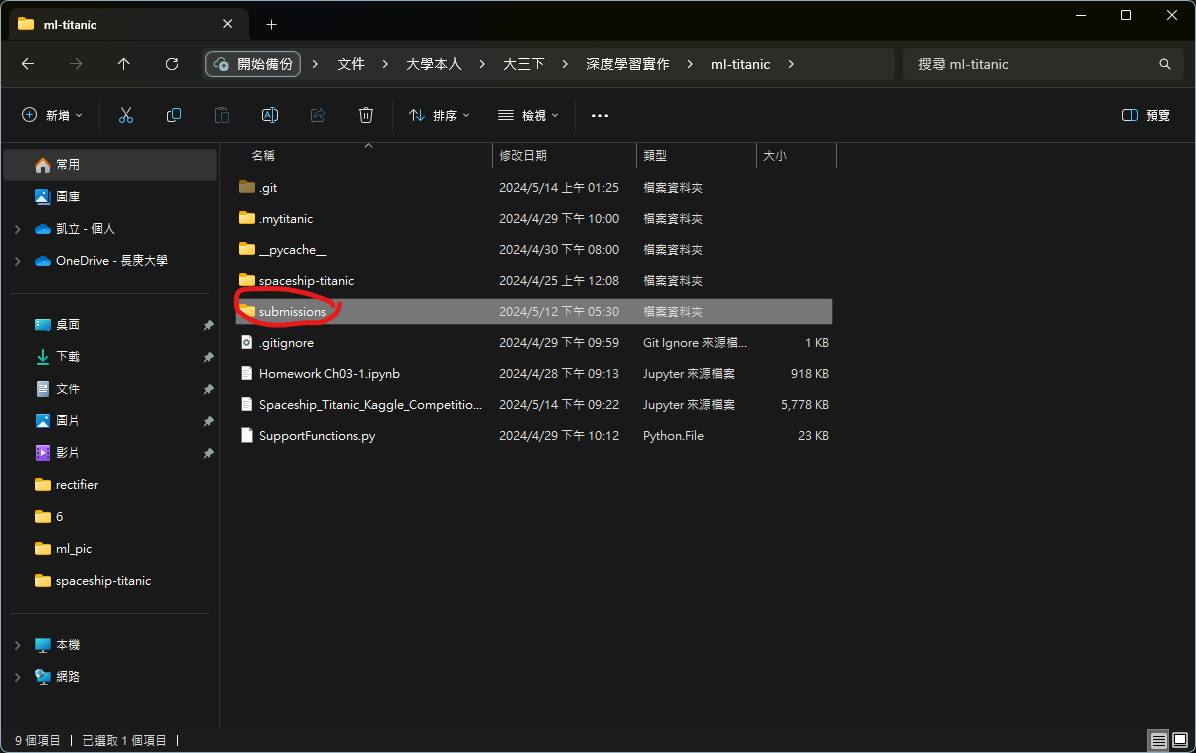 ml-titanic
開始備份 文件 大學本人 大三下 深度學習實作 ml-titanic 搜尋 ml-titanic
新增 排序 檢視 預覽
名稱 修改日期 類型 大小
.git 2024/5/14 上午 01:25 檔案資料夾
.mytitanic 2024/4/29 下午 10:00 檔案資料夾
__pycache__ 2024/4/30 下午 08:00 檔案資料夾
spaceship-titanic 2024/4/25 上午 12:08 檔案資料夾
submissions 2024/5/12 下午 05:30 檔案資料夾
.gitignore 2024/4/29 下午 09:59 Git Ignore 來源檔... 1 KB
Homework Ch03-1.ipynb 2024/4/28 下午 09:13 Jupyter 來源檔案 918 KB
Spaceship_Titanic_Kaggle_Competitio... 2024/5/14 下午 09:22 Jupyter 來源檔案 5,778 KB
SupportFunctions.py 2024/4/29 下午 10:12 Python.File 23 KB
常用
圖庫
凱立 - 個人
OneDrive - 長庚大學
桌面
下載
文件
圖片
影片
rectifier
6
ml_pic
spaceship-titanic
本機
網路
9 個項目 已選取 1 個項目